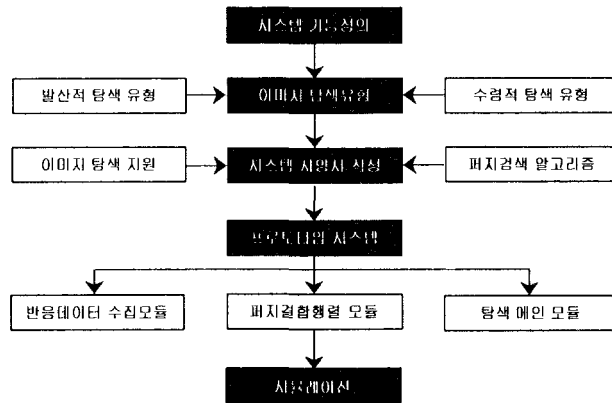 시스템 기능정의
발산적 탐색 유형
이미지 탐색유형
수렴적 탐색 유형
이미지 탐색 지원
시스템 사양서 작성
퍼지검색 알고리즘
프로토타입 시스템
반응데이터 수집모듈
퍼지결합행렬 모듈
탐색 메인 모듈
시뮬레이션